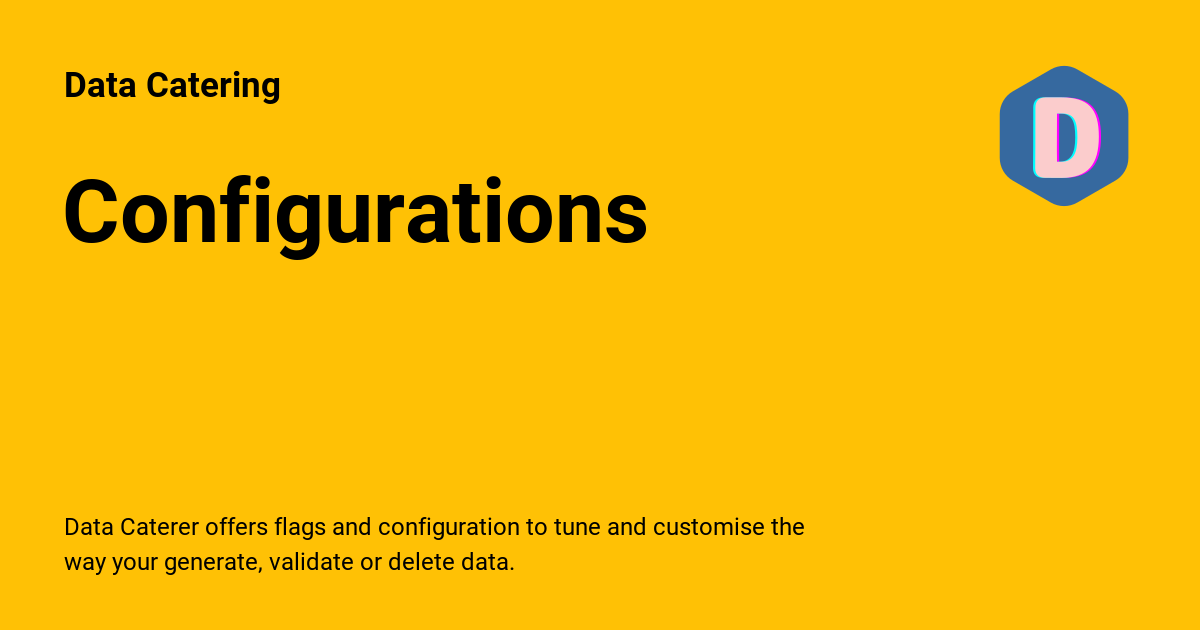 Data Catering
D
Configurations
Data Caterer offers flags and configuration to tune and customise the
way your generate, validate or delete data.